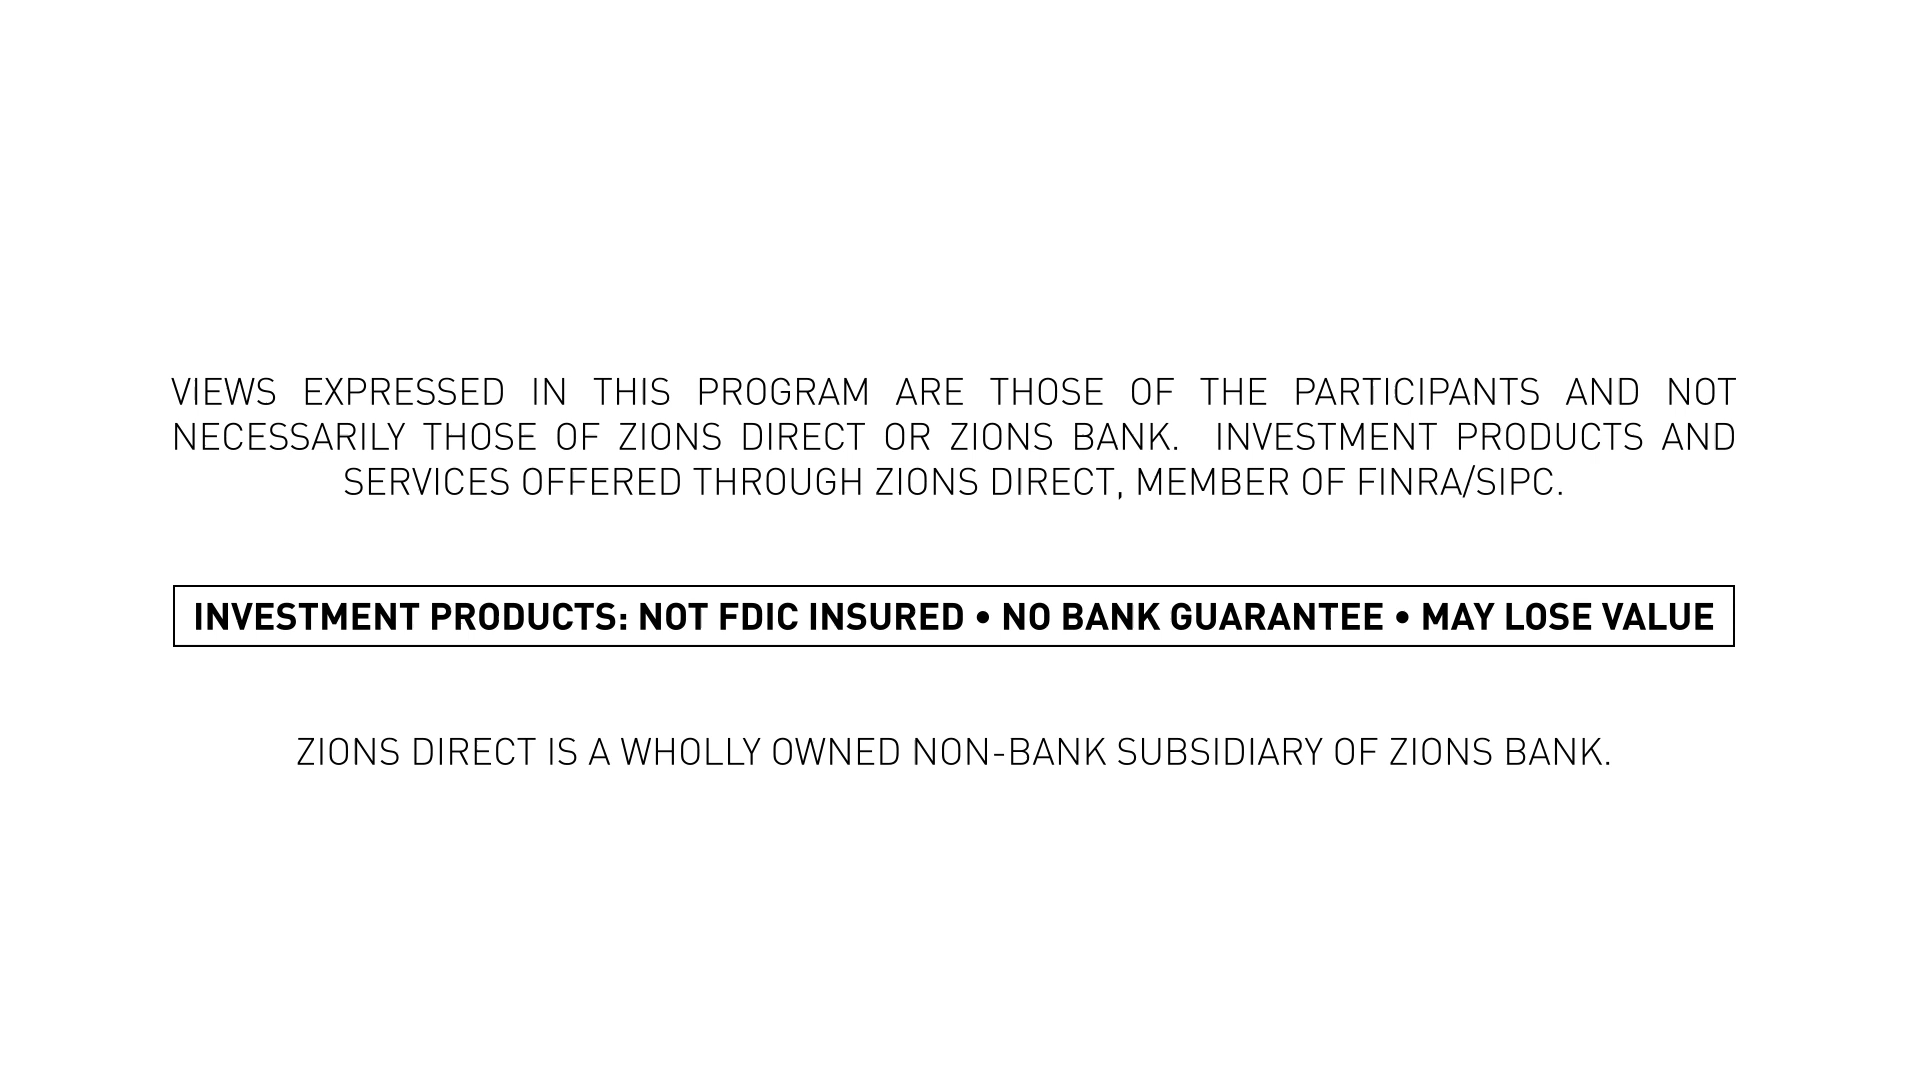 VIEWS EXPRESSED IN THIS PROGRAM ARE THOSE OF THE PARTICIPANTS AND NOT
NECESSARILY THOSE OF ZIONS DIRECT OR ZIONS BANK.  INVESTMENT PRODUCTS AND
SERVICES OFFERED THROUGH ZIONS DIRECT, MEMBER OF FINRA/SIPC.
INVESTMENT PRODUCTS: NOT FDIC INSURED • NO BANK GUARANTEE • MAY LOSE VALUE
ZIONS DIRECT IS A WHOLLY OWNED NON-BANK SUBSIDIARY OF ZIONS BANK.